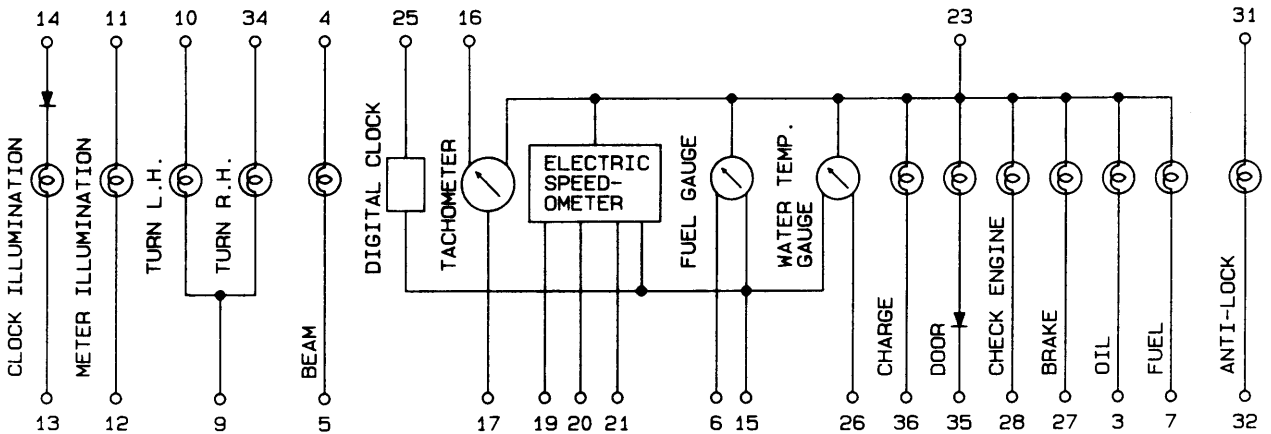 14 11 10 34 4 25 16 23 31
CLOCK ILLUMINATION
METER ILLUMINATION
TURN L.H.
TURN R.H.
BEAM
DIGITAL CLOCK
TACHOMETER
ELECTRIC
SPEED-
OMETER
FUEL GAUGE
WATER TEMP.
GAUGE
CHARGE
DOOR
CHECK ENGINE
BRAKE
OIL
FUEL
ANTI-LOCK
13 12 9 5 17 19 20 21 6 15 26 36 35 28 27 3 7 32